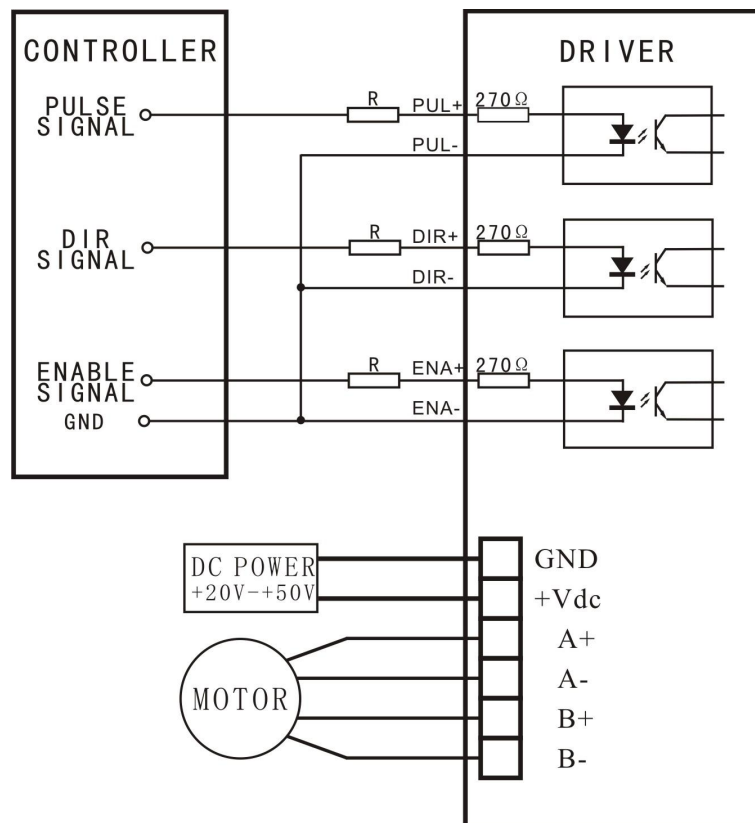 CONTROLLER
DRIVER
PULSE
SIGNAL
R
PUL+
270Ω
PUL-
DIR
SIGNAL
R
DIR+
270Ω
DIR-
ENABLE
SIGNAL
R
ENA+
270Ω
ENA-
GND
DC POWER
+20V-+50V
GND
+Vdc
A+
A-
MOTOR
B+
B-